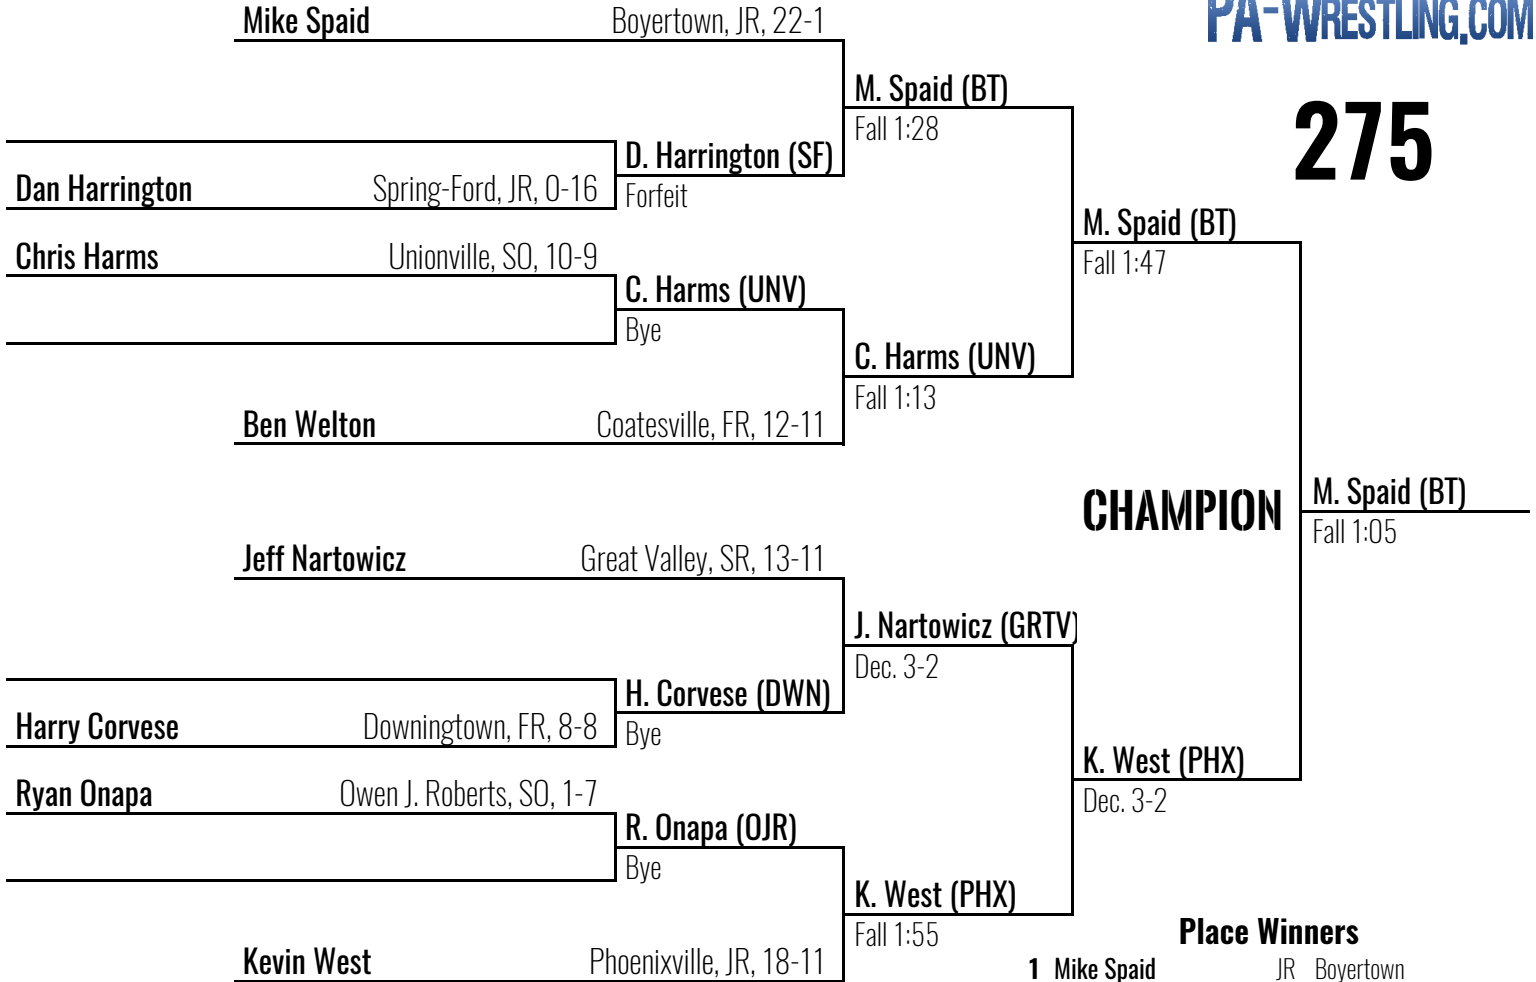 PA-WRESTLING.COM
275
Mike Spaid Boyertown, JR, 22-1
M. Spaid (BT)
Fall 1:28
D. Harrington (SF)
Forfeit
Dan Harrington Spring-Ford, JR, 0-16
M. Spaid (BT)
Fall 1:47
Chris Harms Unionville, SO, 10-9
C. Harms (UNV)
Bye
C. Harms (UNV)
Fall 1:13
Ben Welton Coatesville, FR, 12-11
CHAMPION
M. Spaid (BT)
Fall 1:05
Jeff Nartowicz Great Valley, SR, 13-11
J. Nartowicz (GRTV)
Dec. 3-2
H. Corvese (DWN)
Bye
Harry Corvese Downingtown, FR, 8-8
K. West (PHX)
Dec. 3-2
Ryan Onapa Owen J. Roberts, SO, 1-7
R. Onapa (OJR)
Bye
K. West (PHX)
Fall 1:55
Kevin West Phoenixville, JR, 18-11
Place Winners
1 Mike Spaid JR Boyertown